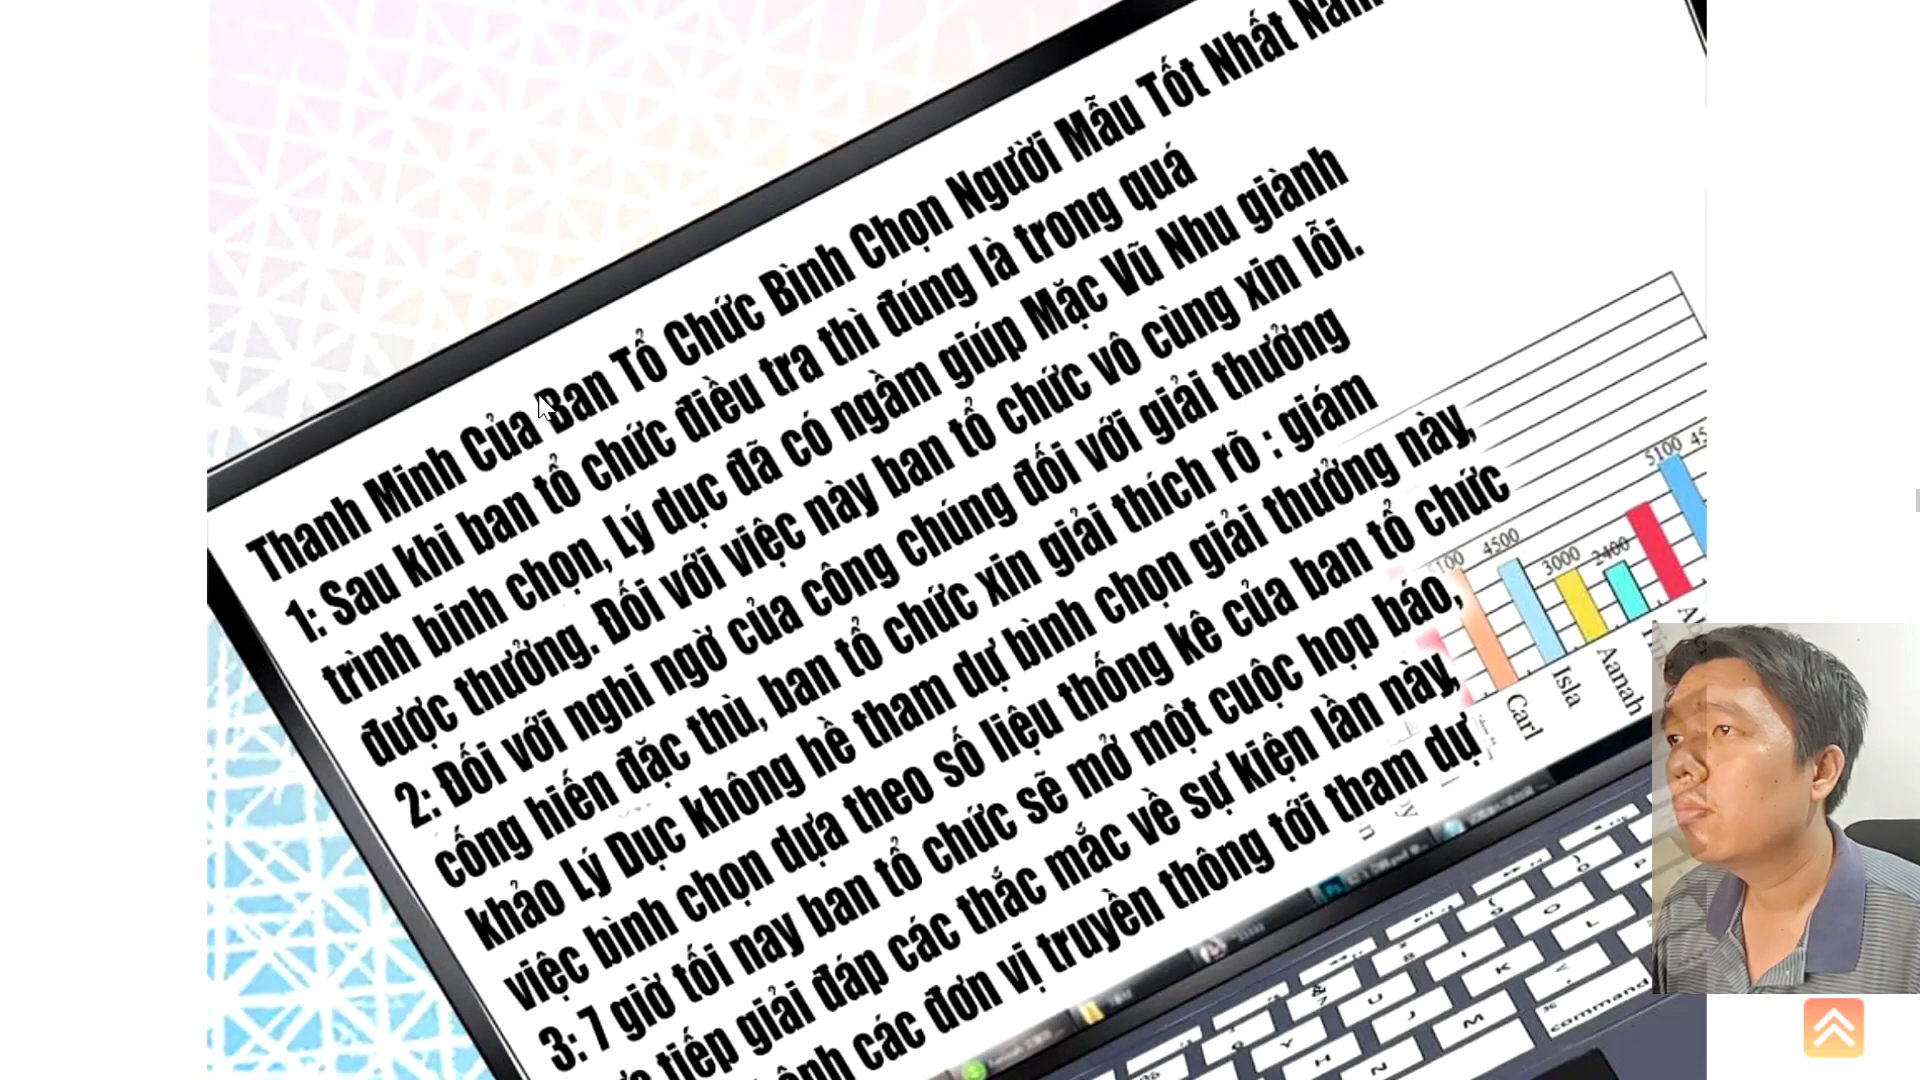 Thanh Minh Của Ban Tổ Chức Bình Chọn Người Mẫu Tốt Nhất Năm
1: Sau khi ban tổ chức điều tra thì đúng là trong quá
trình bình chọn, Lý dục đã có ngầm giúp Mặc Vũ Nhu giành
được thưởng. Đối với việc này ban tổ chức vô cùng xin lỗi.
2: Đối với nghi ngờ của công chúng đối với giải thưởng
cống hiến đặc thù, ban tổ chức xin giải thích rõ : giám
khảo Lý Dục không hề tham dự bình chọn giải thưởng này,
việc bình chọn dựa theo số liệu thống kê của ban tổ chức
3: 7 giờ tối nay ban tổ chức sẽ mở một cuộc họp báo,
tiếp giải đáp các thắc mắc về sự kiện lần này,
các đơn vị truyền thông tới tham dự
4500
3000
2400
5100
Carl
Isla
Aanah
command